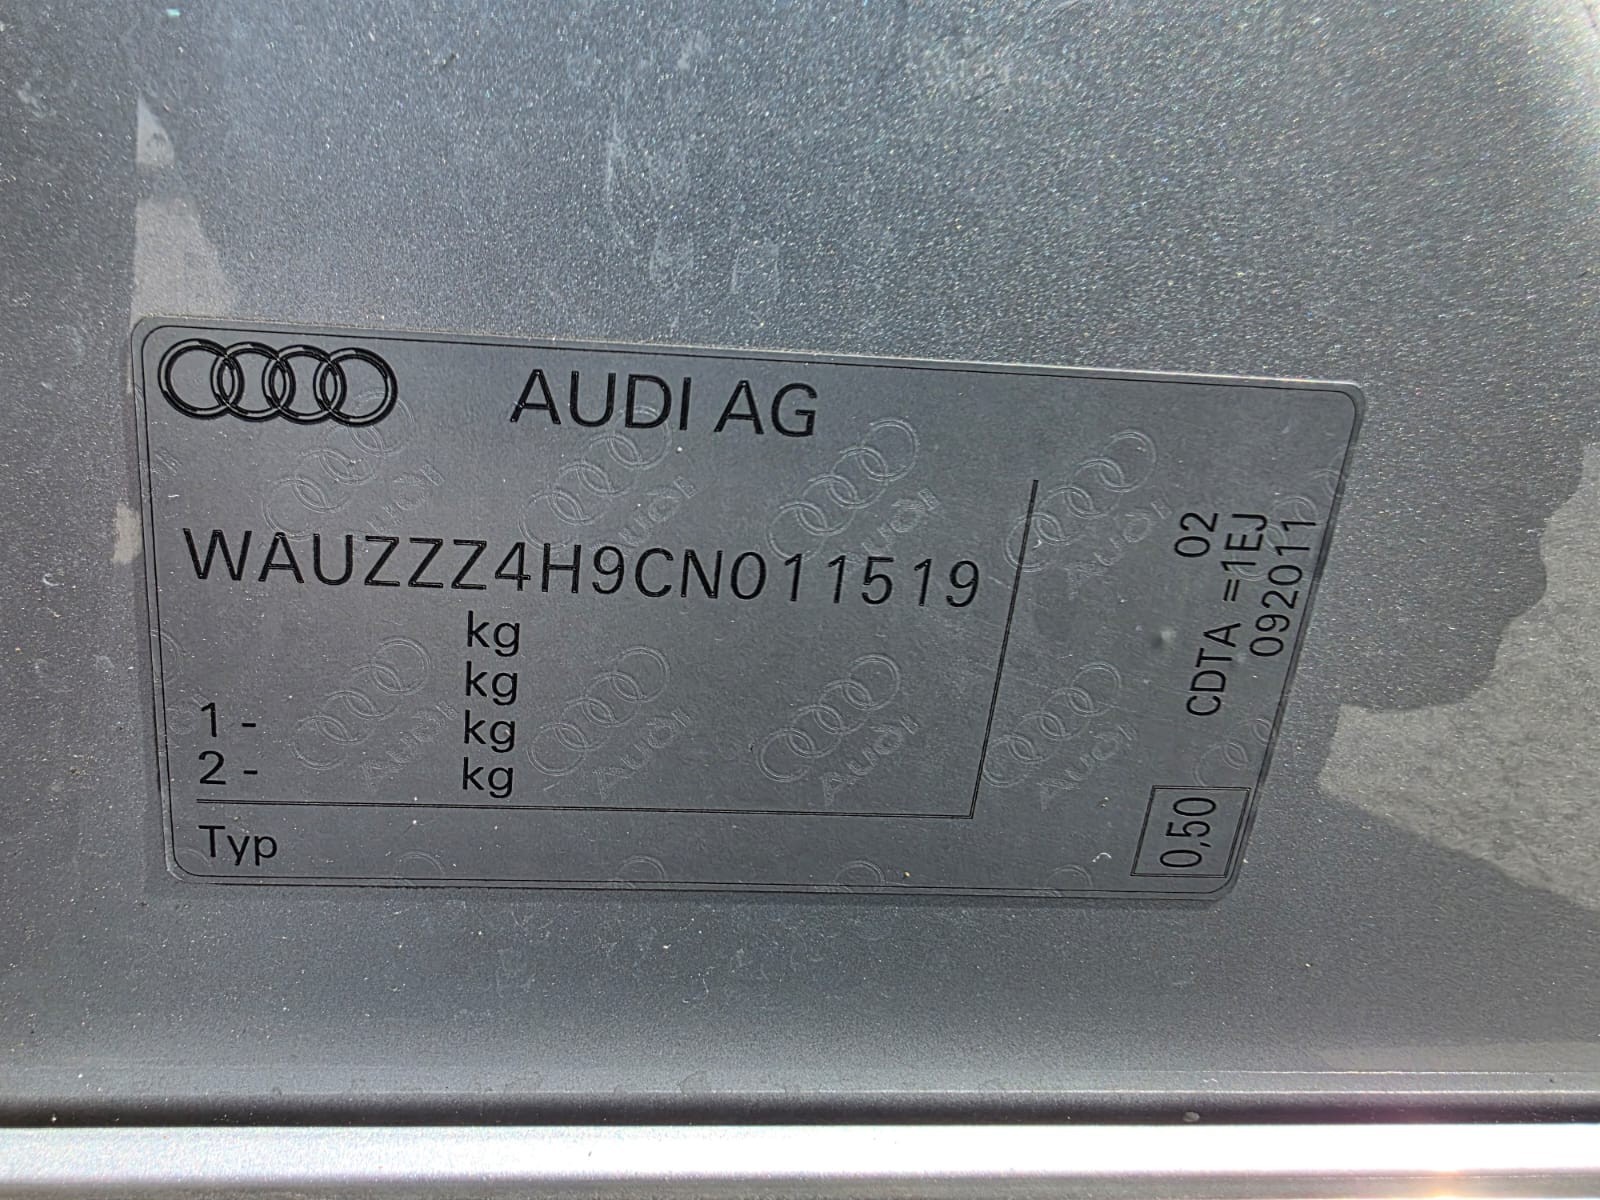 AUDI AG
WAUZZZ4H9CN011519
kg
kg
1 - kg
2 - kg
Typ
02
CDTA =1EJ
092011
0,50